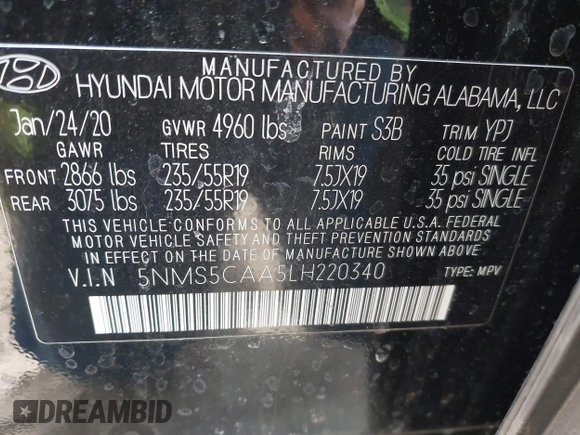 MANUFACTURED BY
HYUNDAI MOTOR MANUFACTURING ALABAMA, LLC
Jan/24/20 GVWR 4960 lbs PAINT S3B TRIM YPJ
GAWR TIRES RIMS COLD TIRE INFL
FRONT 2866 lbs 235/55R19 7.5JX19 35 psi SINGLE
REAR 3075 lbs 235/55R19 7.5JX19 35 psi SINGLE
THIS VEHICLE CONFORMS TO ALL APPLICABLE U.S.A. FEDERAL
MOTOR VEHICLE SAFETY AND THEFT PREVENTION STANDARDS
IN EFFECT ON THE DATE OF MANUFACTURE SHOWN ABOVE
V.I.N 5NMS5CAA5LH220340 TYPE: MPV
DREAMBID